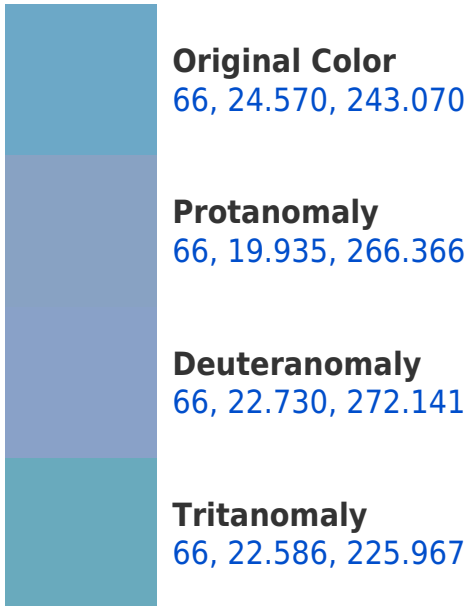 Original Color
66, 24.570, 243.070
Protanomaly
66, 19.935, 266.366
Deuteranomaly
66, 22.730, 272.141
Tritanomaly
66, 22.586, 225.967